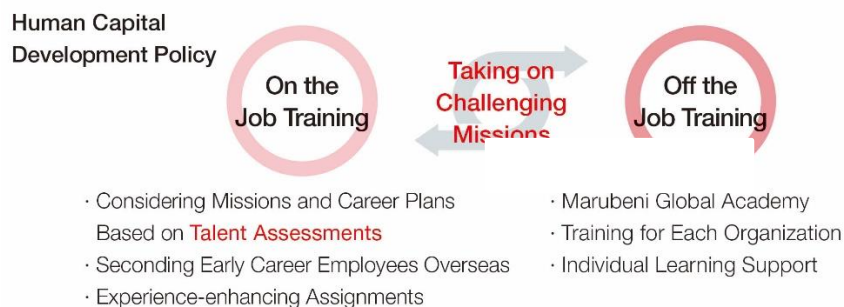 Human Capital
Development Policy
On the
Job Training
Taking on
Challenging
Missions
Off the
Job Training
· Considering Missions and Career Plans
Based on Talent Assessments
· Seconding Early Career Employees Overseas
· Experience-enhancing Assignments
· Marubeni Global Academy
· Training for Each Organization
· Individual Learning Support